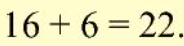 16 + 6 = 22.